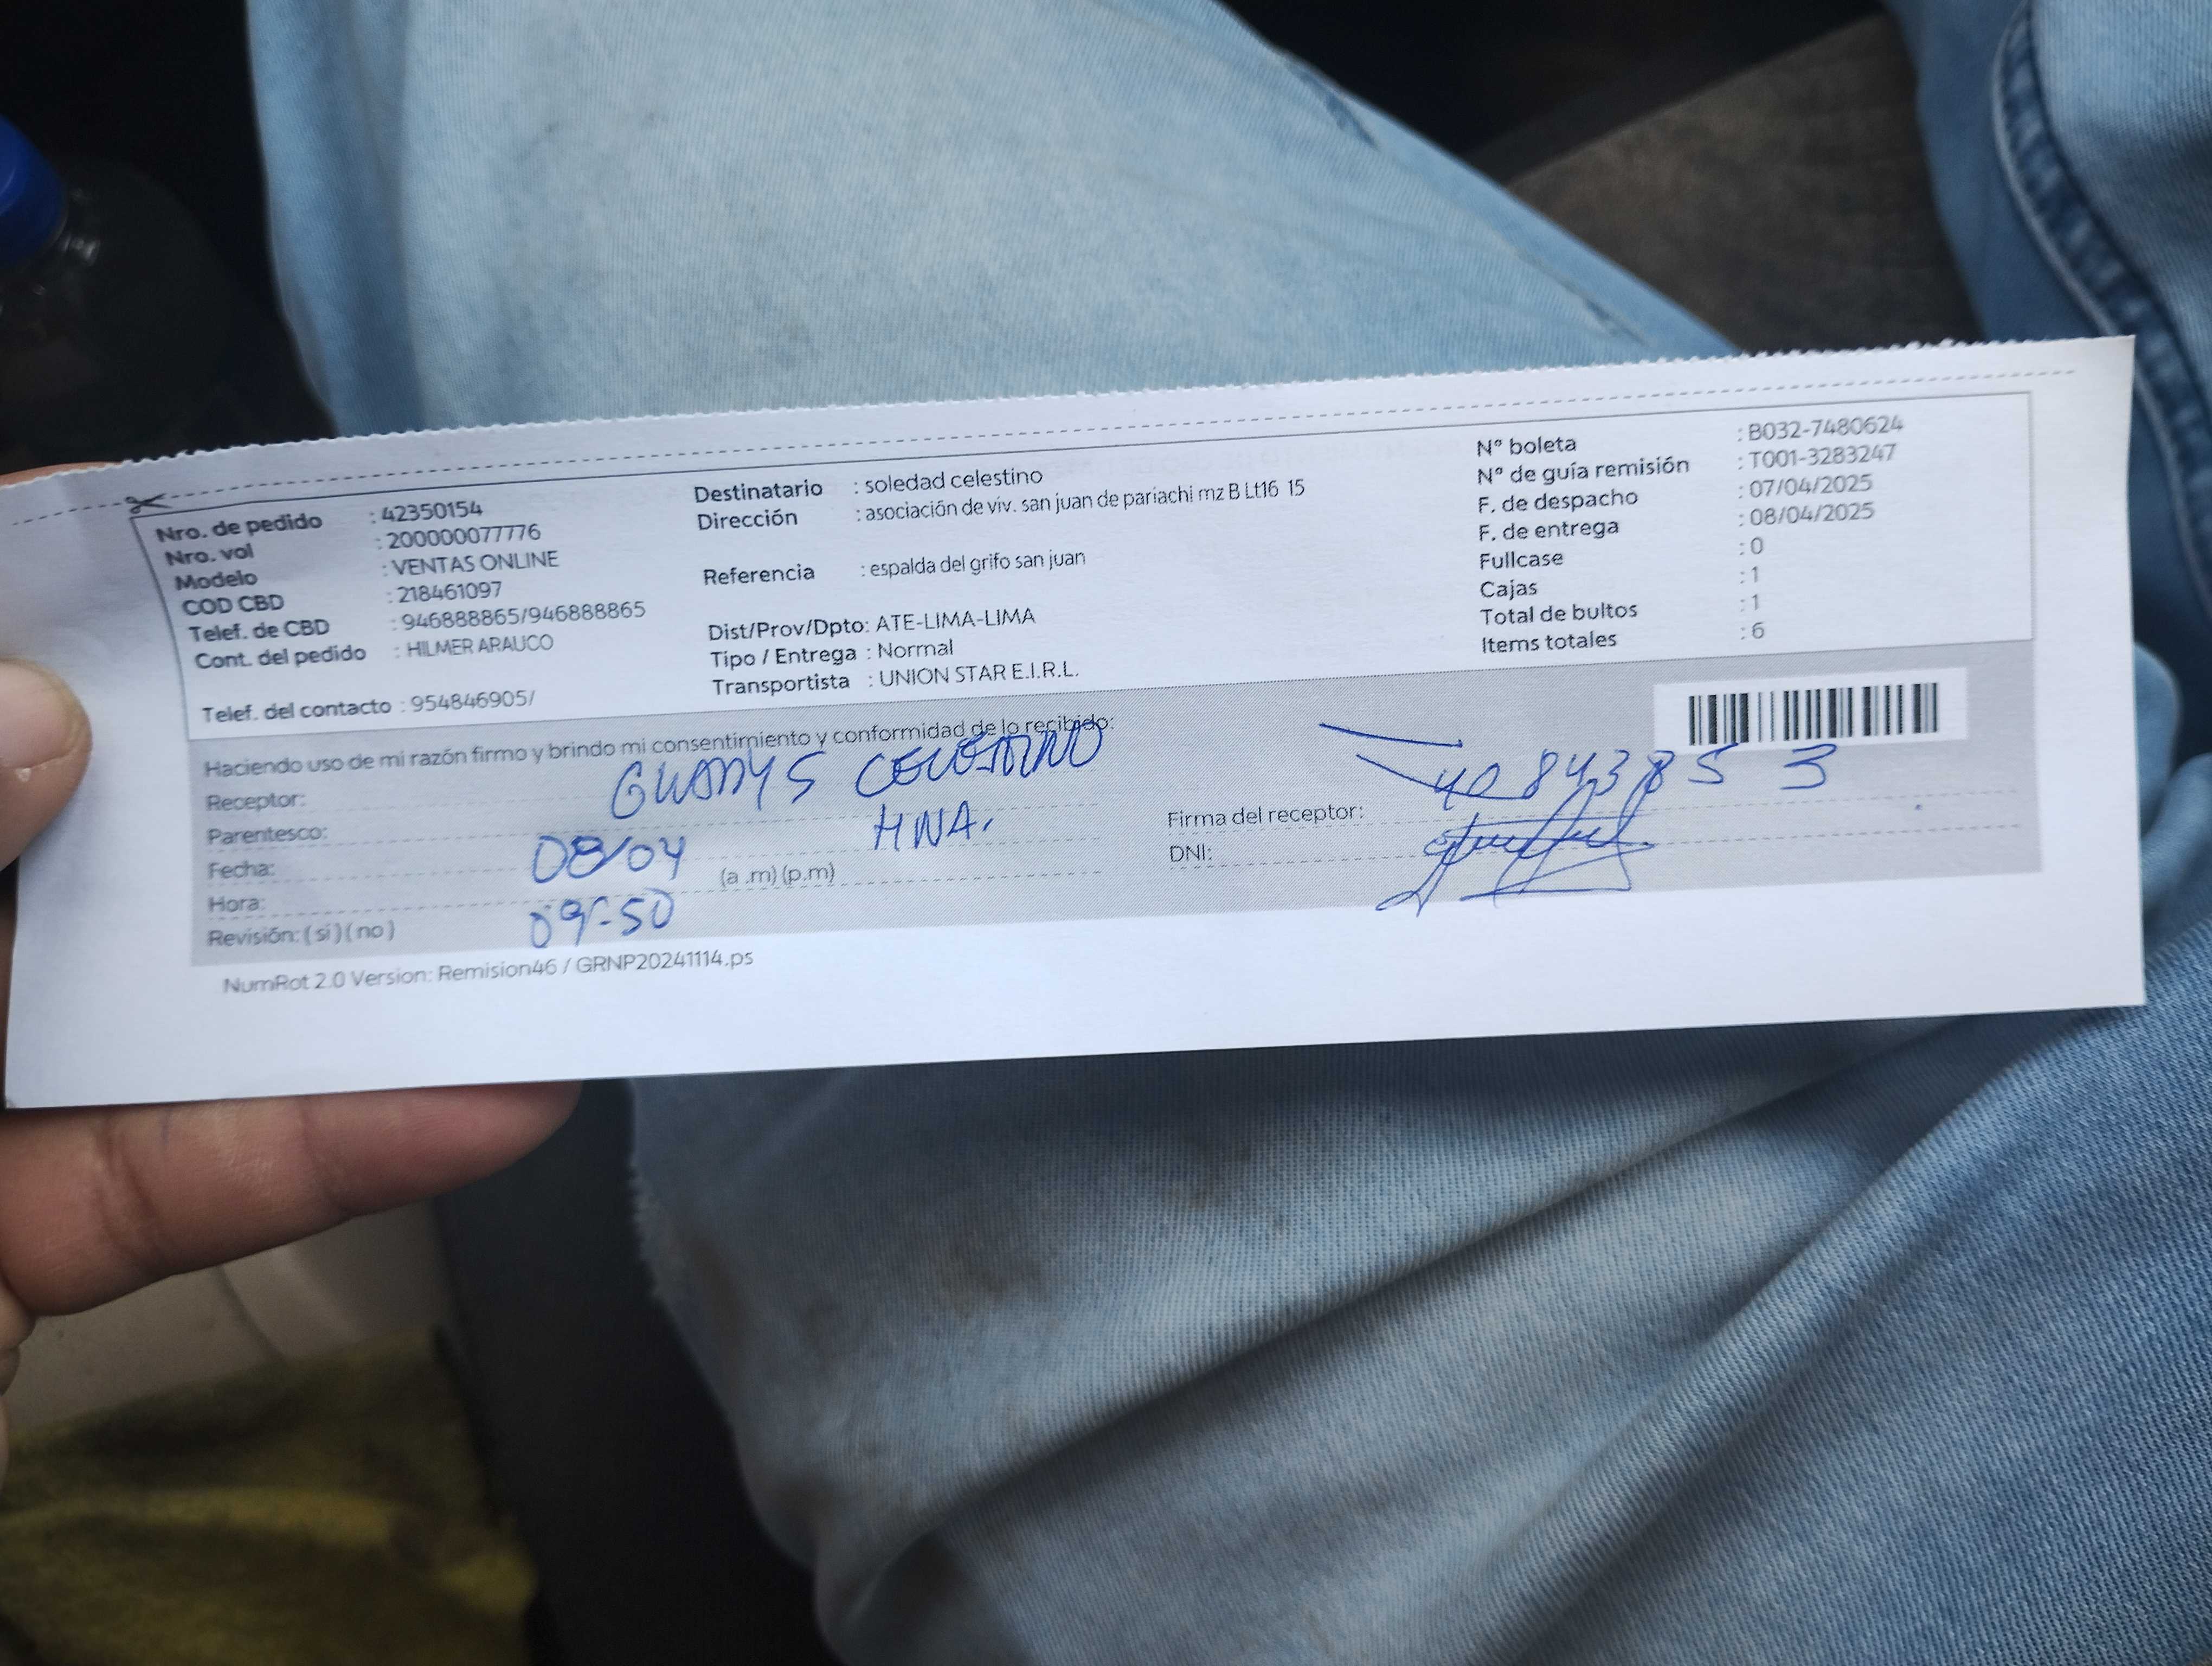 Nro. de pedido : 42350154
Nro. vol : 200000077776
Modelo : VENTAS ONLINE
COD CBD : 218461097
Telef. de CBD : 946888865/946888865
Cont. del pedido : HILMER ARAUCO
Telef. del contacto : 954846905/
Destinatario : soledad celestino
Dirección : asociación de viv. san juan de pariachi mz B Lt16 15
Referencia : espalda del grifo san juan
Dist/Prov/Dpto: ATE-LIMA-LIMA
Tipo / Entrega : Normal
Transportista : UNION STAR E.I.R.L.
N° boleta : B032-7480624
N° de guía remisión : T001-3283247
F. de despacho : 07/04/2025
F. de entrega : 08/04/2025
Fullcase : 0
Cajas : 1
Total de bultos : 1
Items totales : 6
Haciendo uso de mi razón firmo y brindo mi consentimiento y conformidad de lo recibido:
Receptor: GLADYS CELESTINO
Parentesco: HNA.
Fecha: 08/04
Hora: 09:50 (a .m) (p.m)
Revisión: ( si ) ( no )
Firma del receptor:
DNI: 40843853
NumRot 2.0 Version: Remision46 / GRNP20241114.ps